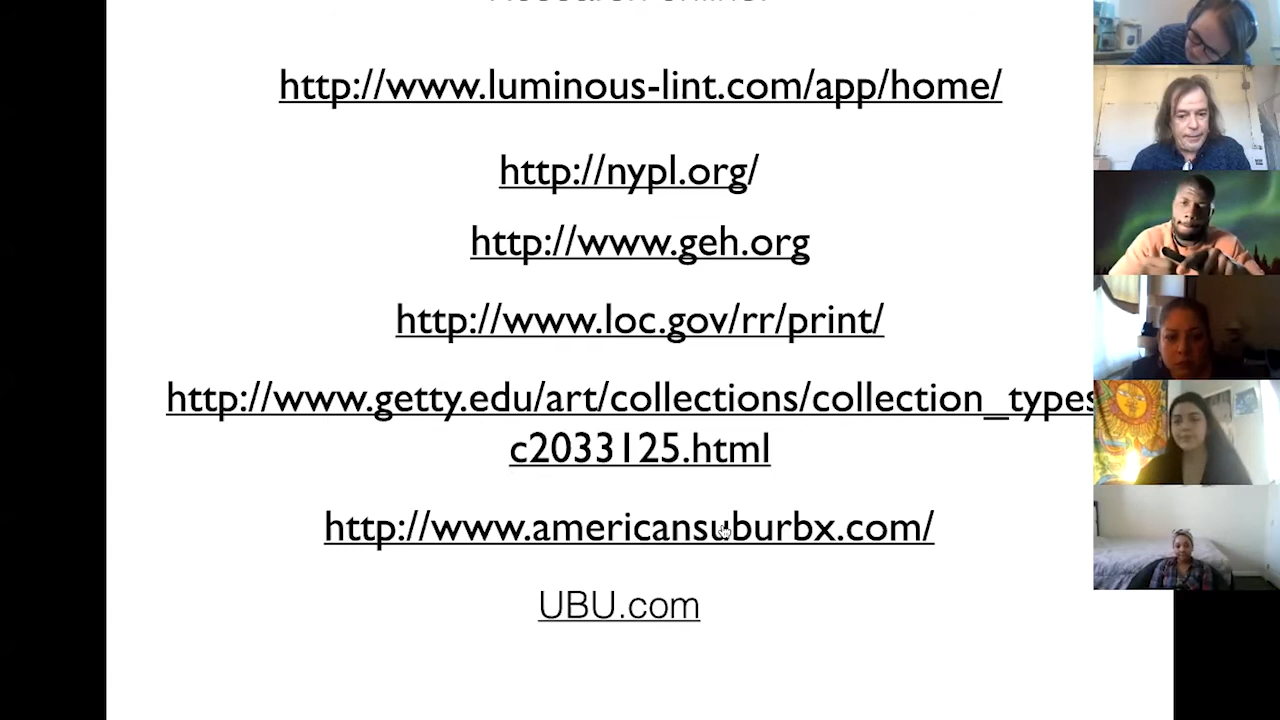 http://www.luminous-lint.com/app/home/
http://nypl.org/
http://www.geh.org
http://www.loc.gov/rr/print/
http://www.getty.edu/art/collections/collection_types
c2033125.html
http://www.americansuburbx.com/
UBU.com